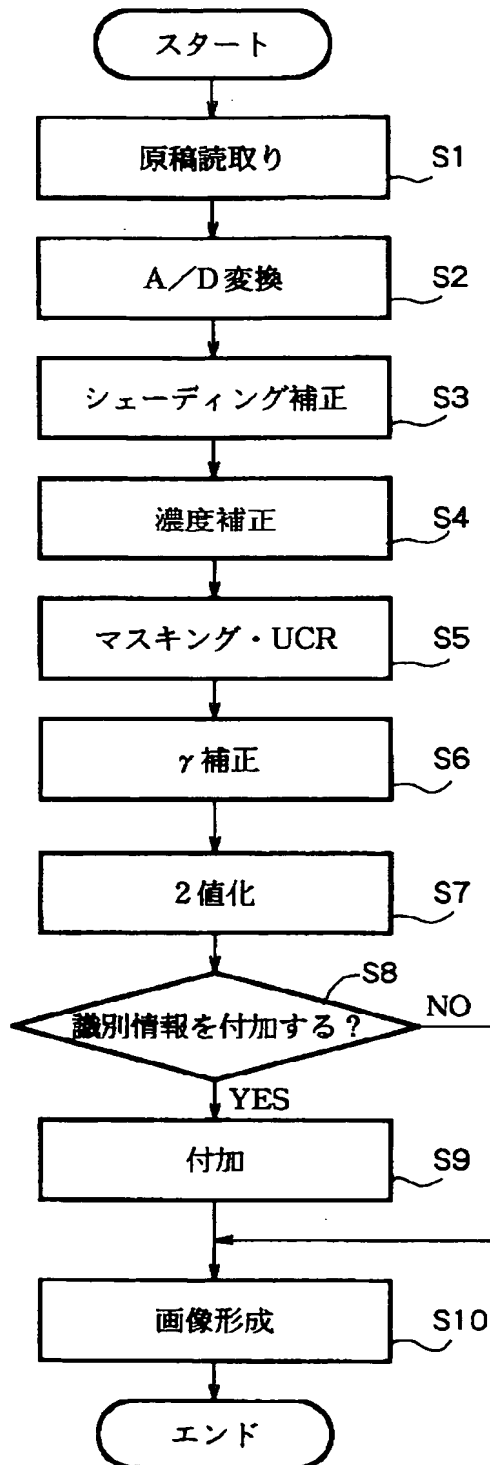 スタート
原稿読取り
S1
A/D変換
S2
シェーディング補正
S3
濃度補正
S4
マスキング・UCR
S5
γ補正
S6
2値化
S7
S8
識別情報を付加する?
NO
YES
付加
S9
画像形成
S10
エンド